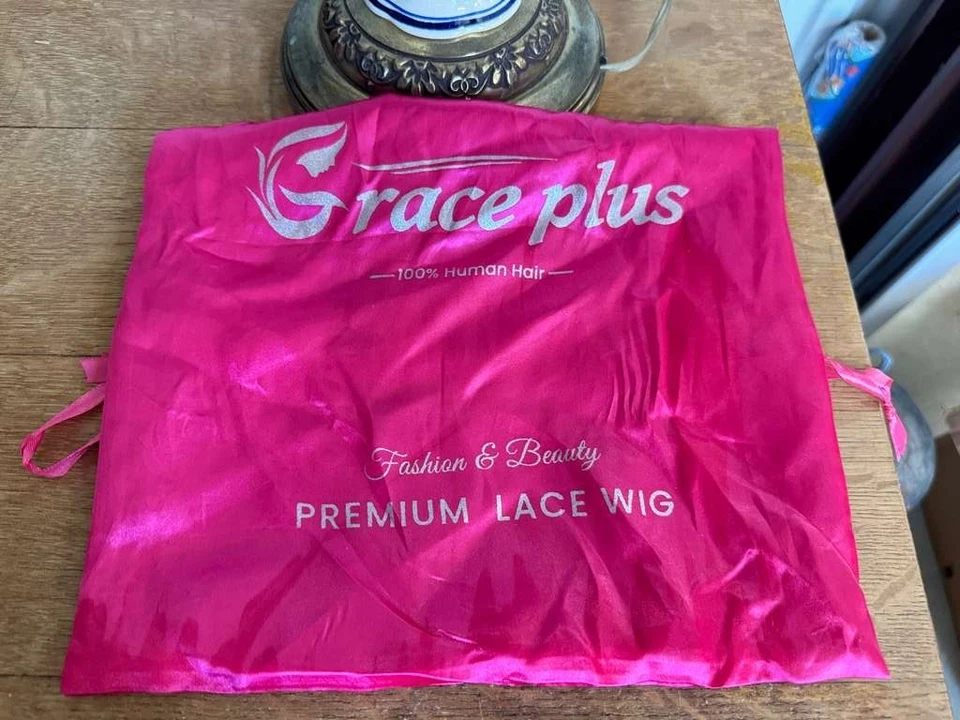 Grace plus
100% Human Hair
Fashion & Beauty
PREMIUM LACE WIG